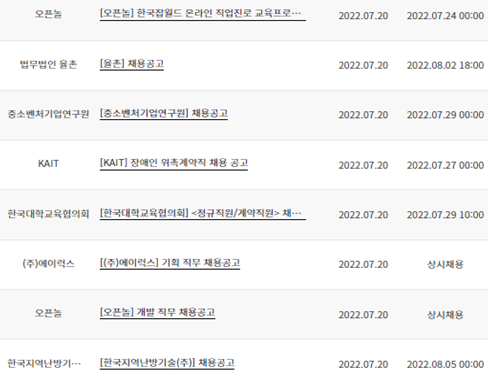 오픈놀 [오픈놀] 한국잡월드 온라인 직업진로 교육프로… 2022.07.20 2022.07.24 00:00
법무법인 율촌 [율촌] 채용공고 2022.07.20 2022.08.02 18:00
중소벤처기업연구원 [중소벤처기업연구원] 채용공고 2022.07.20 2022.07.29 00:00
KAIT [KAIT] 장애인 위촉계약직 채용 공고 2022.07.20 2022.07.27 00:00
한국대학교육협의회 [한국대학교육협의회] <정규직원/계약직원> 채… 2022.07.20 2022.07.29 10:00
(주)에이럭스 [(주)에이럭스] 기획 직무 채용공고 2022.07.20 상시채용
오픈놀 [오픈놀] 개발 직무 채용공고 2022.07.20 상시채용
한국지역난방기… [한국지역난방기술(주)] 채용공고 2022.07.20 2022.08.05 00:00